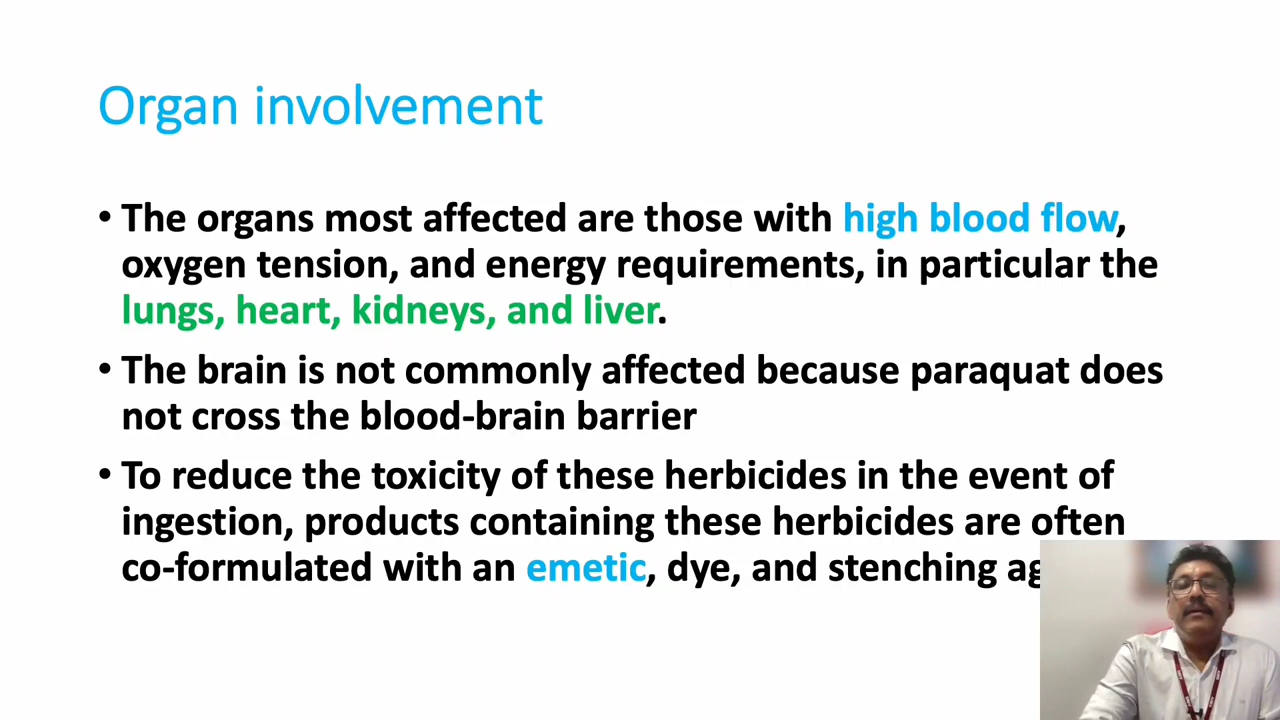 Organ involvement
• The organs most affected are those with high blood flow,
oxygen tension, and energy requirements, in particular the
lungs, heart, kidneys, and liver.
• The brain is not commonly affected because paraquat does
not cross the blood-brain barrier
• To reduce the toxicity of these herbicides in the event of
ingestion, products containing these herbicides are often
co-formulated with an emetic, dye, and stenching